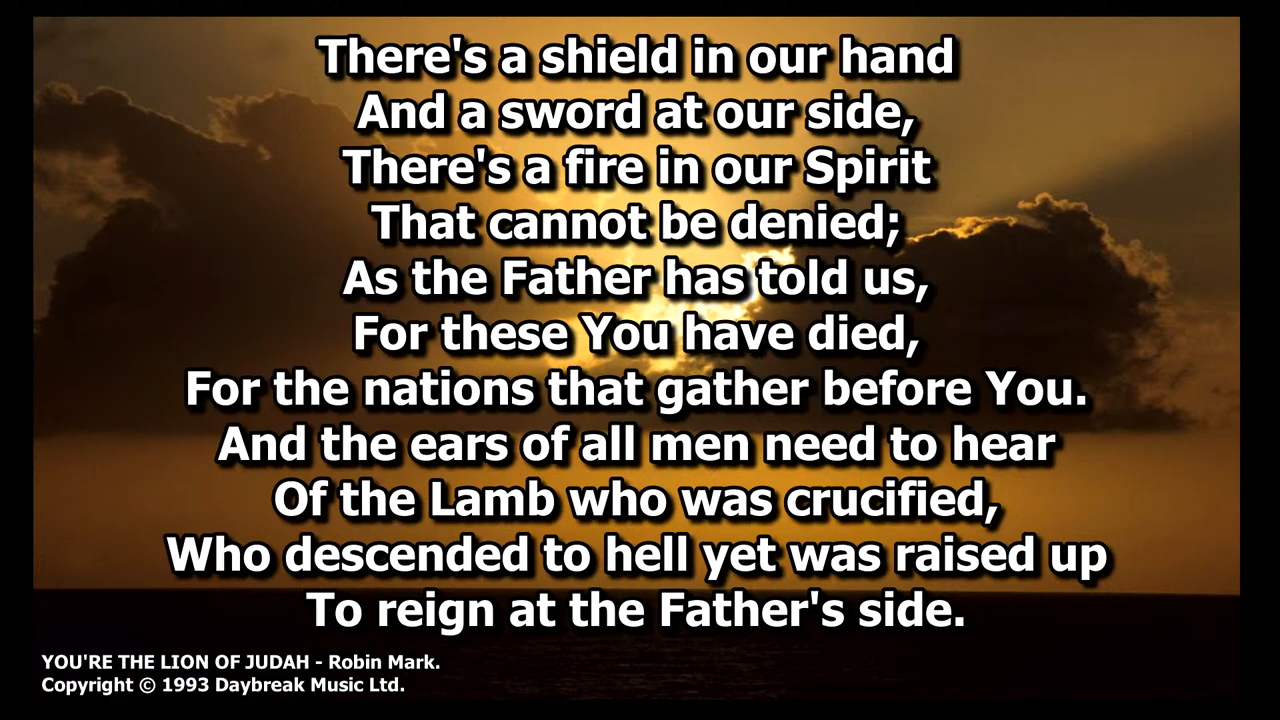 There's a shield in our hand
And a sword at our side,
There's a fire in our Spirit
That cannot be denied;
As the Father has told us,
For these You have died,
For the nations that gather before You.
And the ears of all men need to hear
Of the Lamb who was crucified,
Who descended to hell yet was raised up
To reign at the Father's side.
YOU'RE THE LION OF JUDAH - Robin Mark.
Copyright © 1993 Daybreak Music Ltd.